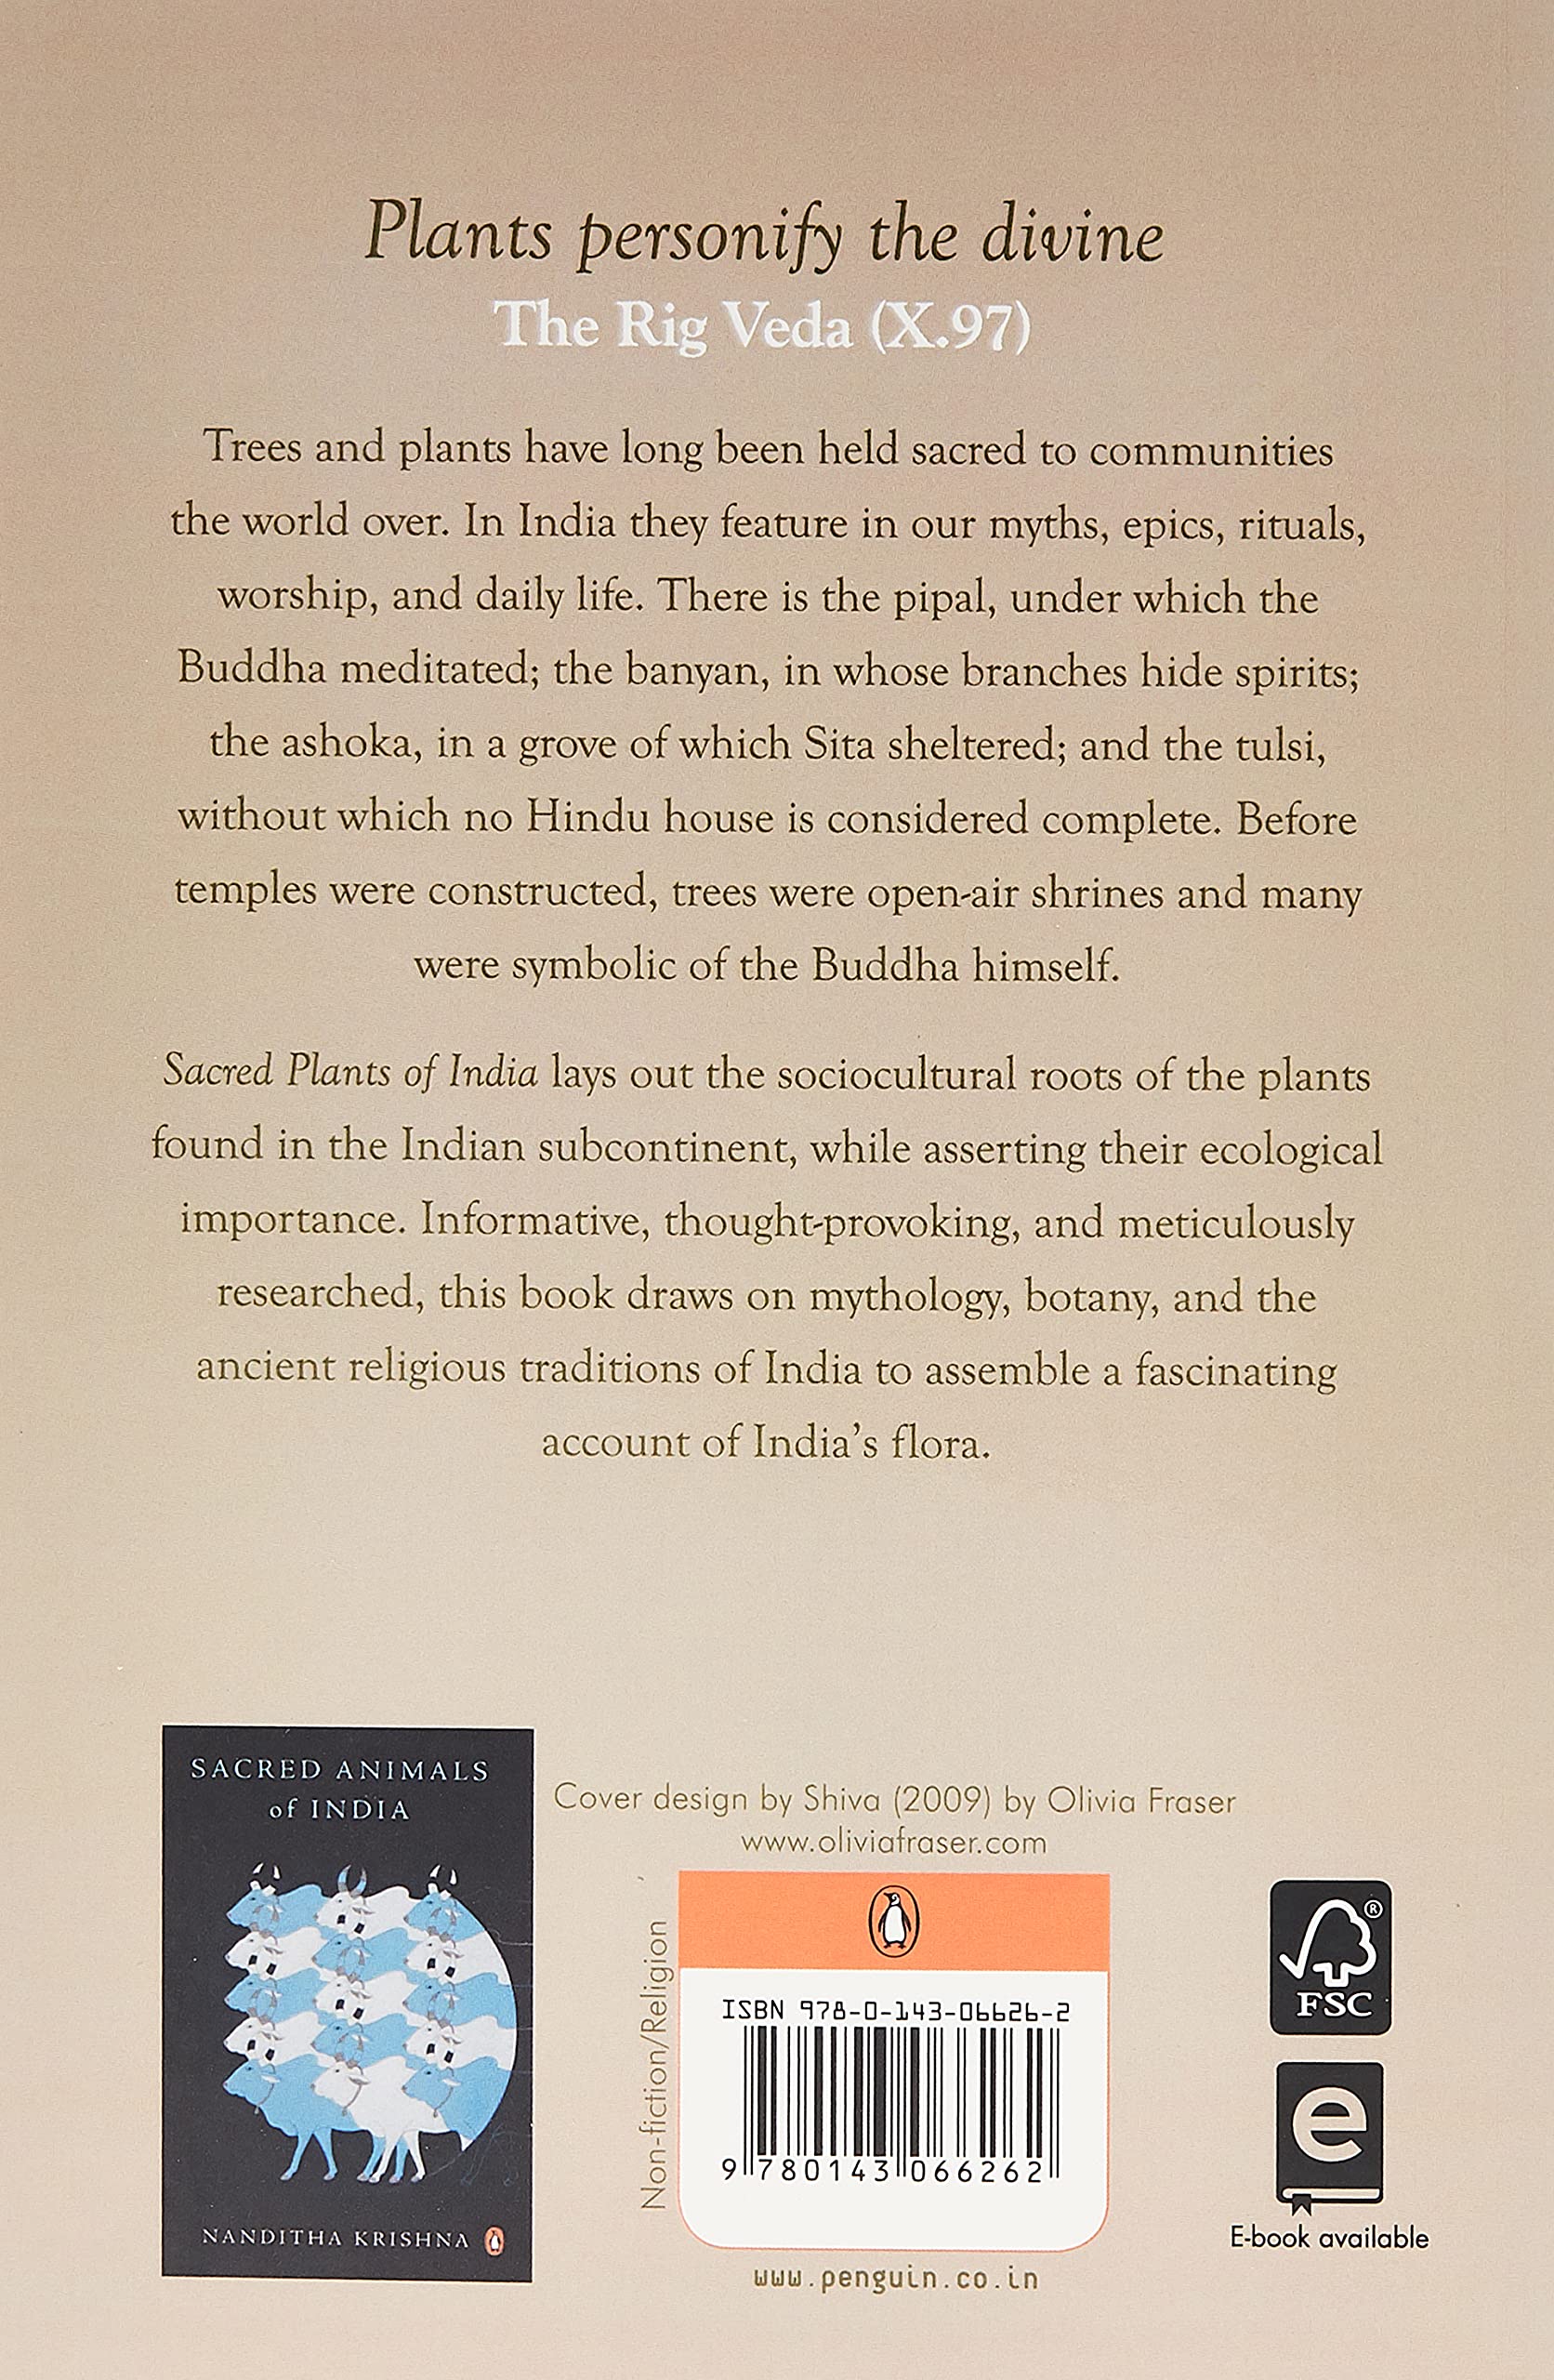 Plants personify the divine
The Rig Veda (X.97)
Trees and plants have long been held sacred to communities
the world over. In India they feature in our myths, epics, rituals,
worship, and daily life. There is the pipal, under which the
Buddha meditated; the banyan, in whose branches hide spirits;
the ashoka, in a grove of which Sita sheltered; and the tulsi,
without which no Hindu house is considered complete. Before
temples were constructed, trees were open-air shrines and many
were symbolic of the Buddha himself.
Sacred Plants of India lays out the sociocultural roots of the plants
found in the Indian subcontinent, while asserting their ecological
importance. Informative, thought-provoking, and meticulously
researched, this book draws on mythology, botany, and the
ancient religious traditions of India to assemble a fascinating
account of India's flora.
SACRED ANIMALS
of INDIA
NANDITHA KRISHNA
Cover design by Shiva (2009) by Olivia Fraser
www.oliviafraser.com
Non-fiction/Religion
ISBN 978-0-143-06626-2
9 780143 066262
www.penguin.co.in
®
FSC
e
E-book available